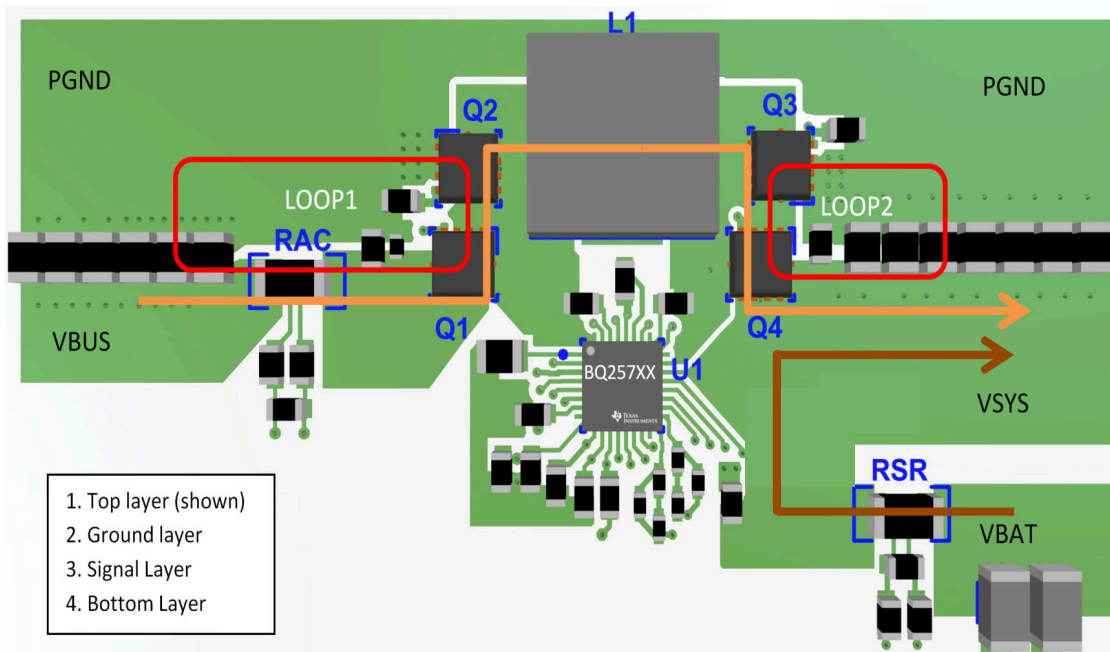 L1
PGND
PGND
Q2
Q3
LOOP1
LOOP2
RAC
VBUS
Q1
Q4
BQ257XX
U1
TEXAS
INSTRUMENTS
VSYS
RSR
VBAT
1. Top layer (shown)
2. Ground layer
3. Signal Layer
4. Bottom Layer